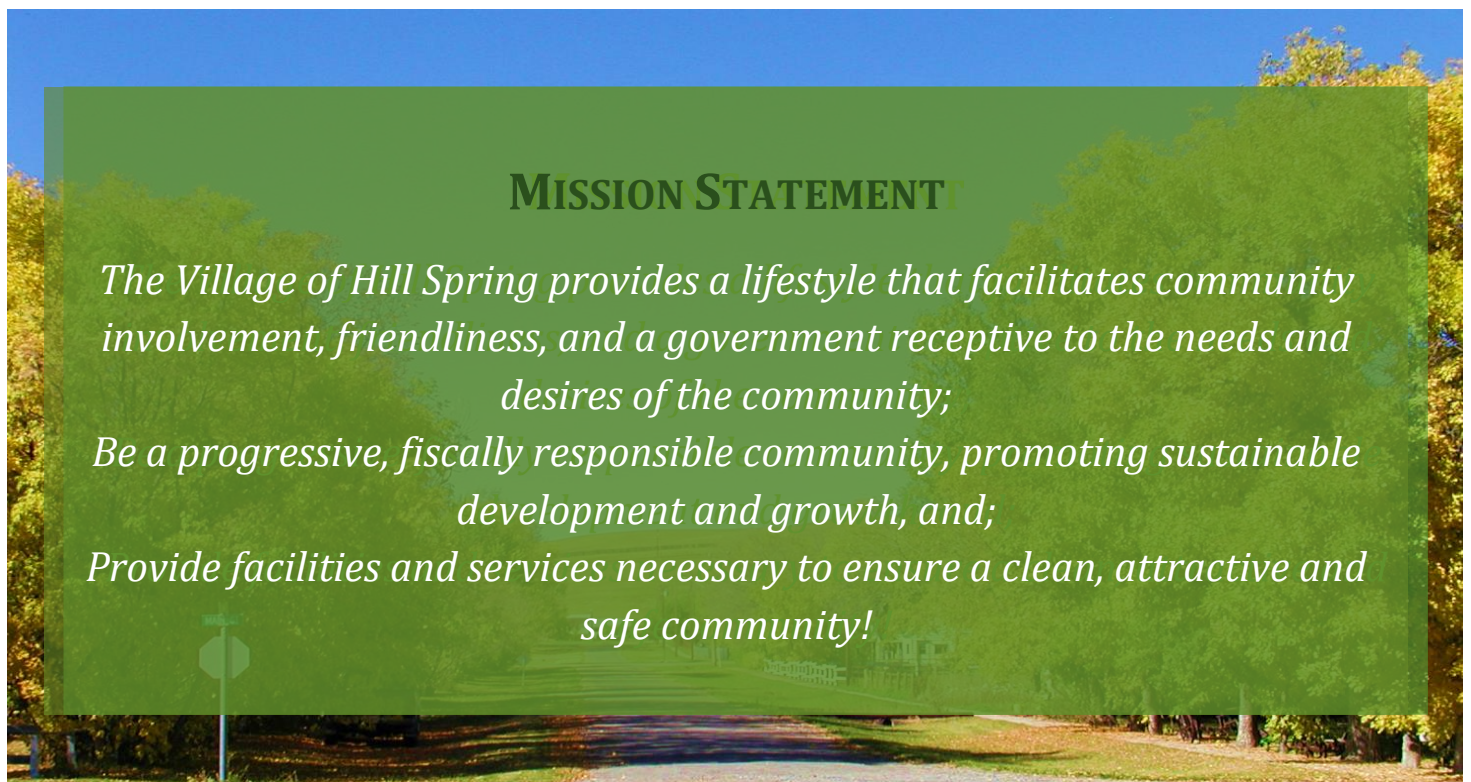 MISSION STATEMENT
The Village of Hill Spring provides a lifestyle that facilitates community
involvement, friendliness, and a government receptive to the needs and
desires of the community;
Be a progressive, fiscally responsible community, promoting sustainable
development and growth, and;
Provide facilities and services necessary to ensure a clean, attractive and
safe community!